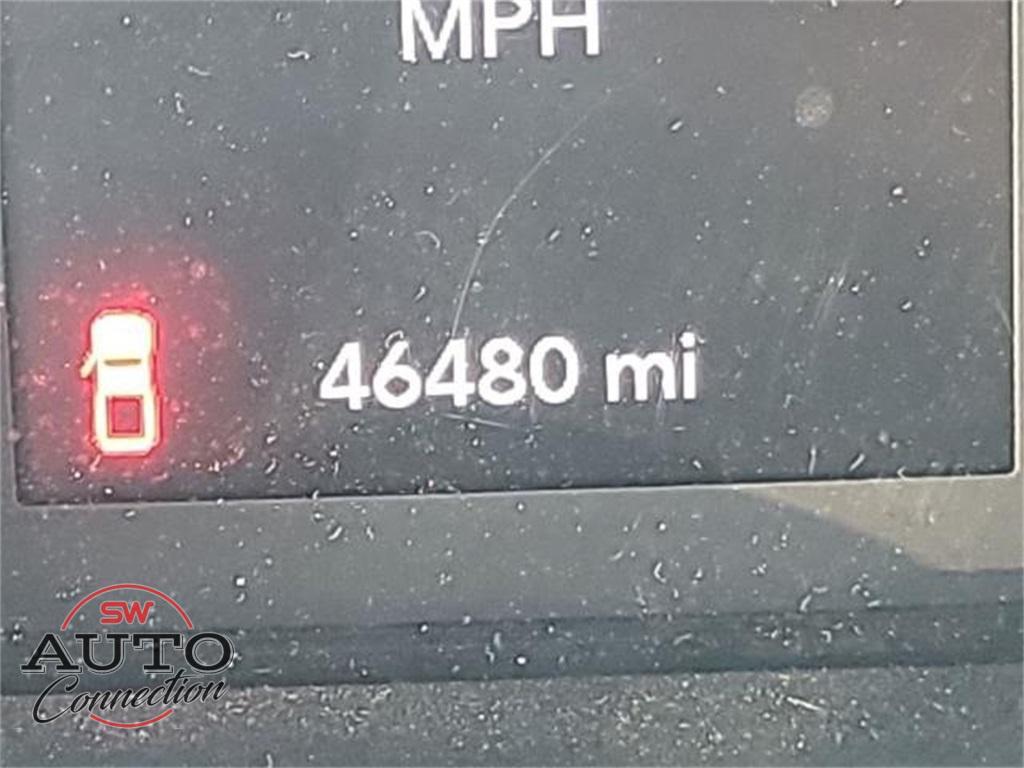 MPH
46480 mi
SW
AUTO
Connection